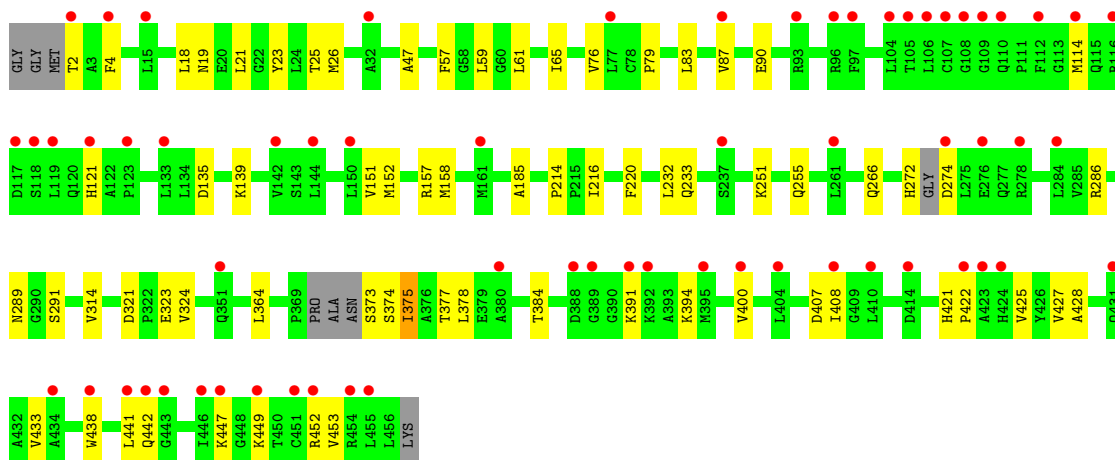 GLY GLY MET T2 A3 F4 L15 L18 N19 E20 L21 G22 Y23 L24 T25 M26 A32 A47 F57 G58 L59 G60 L61 I65 V76 L77 C78 P79 L83 V87 E90 R93 R96 F97 L104 T105 L106 C107 G108 G109 Q110 P111 F112 G113 M114 Q115
D117 S118 L119 Q120 H121 A122 P123 L133 L134 D135 K139 V142 S143 L144 L150 V151 M152 R157 M158 M161 A185 P214 P215 I216 F220 L232 Q233 S237 K251 Q255 L261 Q266 H272 GLY D274 L275 E276 Q277 R278 L284 V285 R286
N289 G290 S291 V314 D321 P322 E323 V324 Q351 L364 P369 PRO ALA ASN S373 S374 I375 A376 T377 L378 E379 A380 T384 D388 G389 G390 K391 K392 A393 K394 M395 V400 L404 D407 I408 G409 L410 D414 H421 P422 A423 H424 V425 Y426 V427 A428 Q431
A432 V433 A434 W438 L441 Q442 G443 I446 K447 G448 K449 T450 C451 R452 V453 R454 L455 L456 LYS